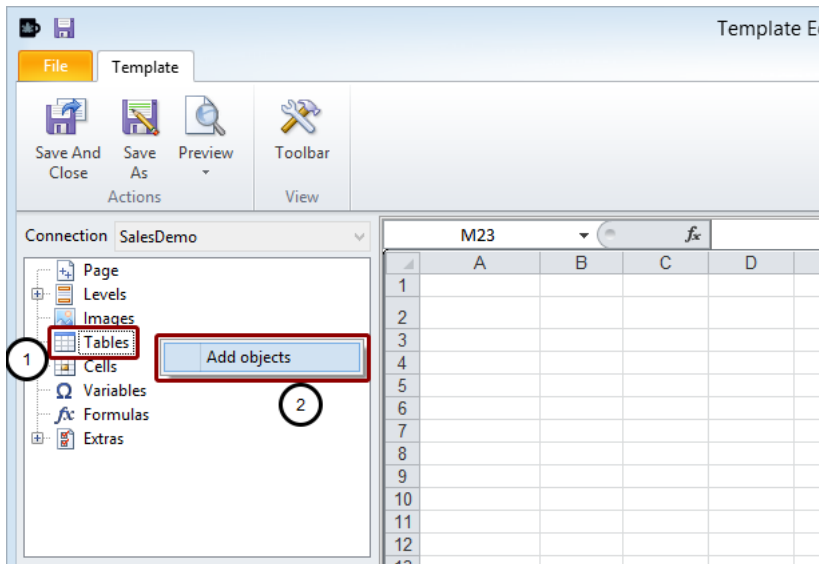 Template E
File
Template
Save And
Close
Save
As
Preview
Toolbar
Actions
View
Connection
SalesDemo
M23
fx
A
B
C
D
Page
Levels
Images
Tables
Cells
Ω Variables
fx Formulas
Extras
Add objects
1
2
1
2
3
4
5
6
7
8
9
10
11
12